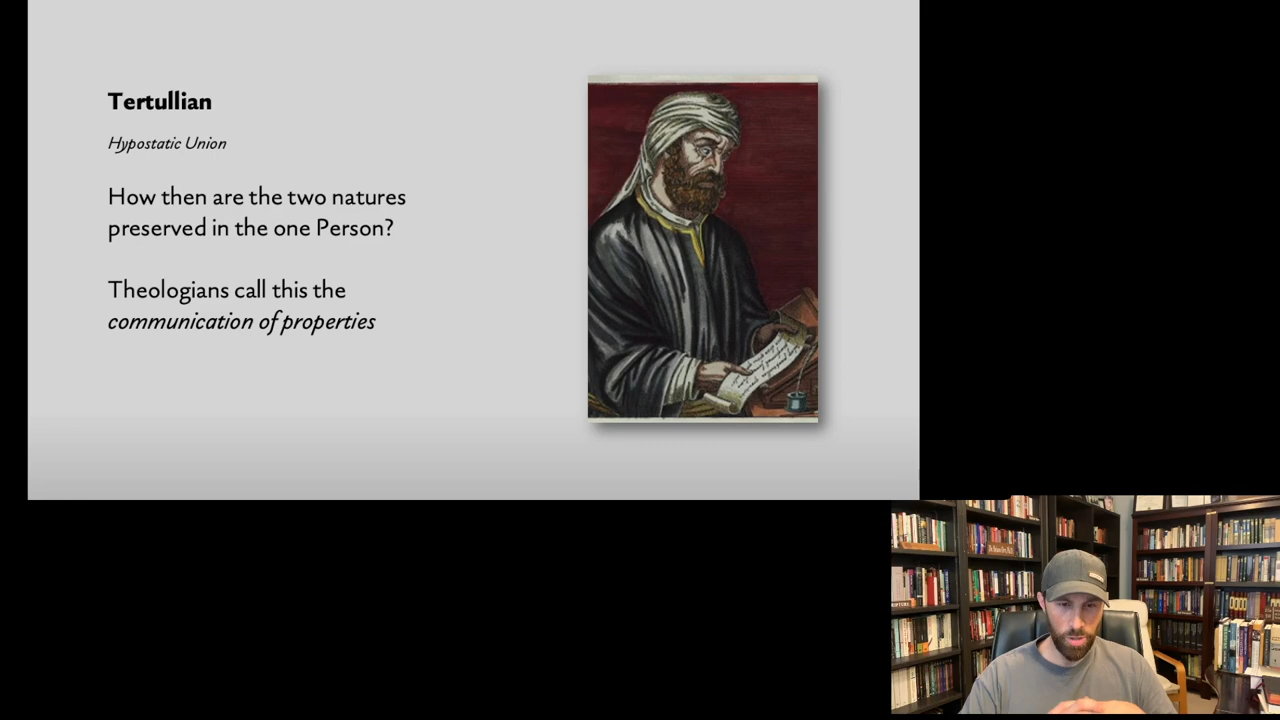 Tertullian
Hypostatic Union
How then are the two natures
preserved in the one Person?
Theologians call this the
communication of properties